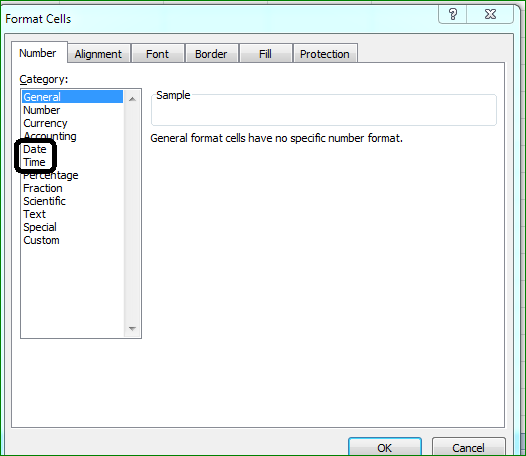 Format Cells
?
Number Alignment Font Border Fill Protection
Category:
General
Number
Currency
Accounting
Date
Time
Percentage
Fraction
Scientific
Text
Special
Custom
Sample
General format cells have no specific number format.
OK Cancel